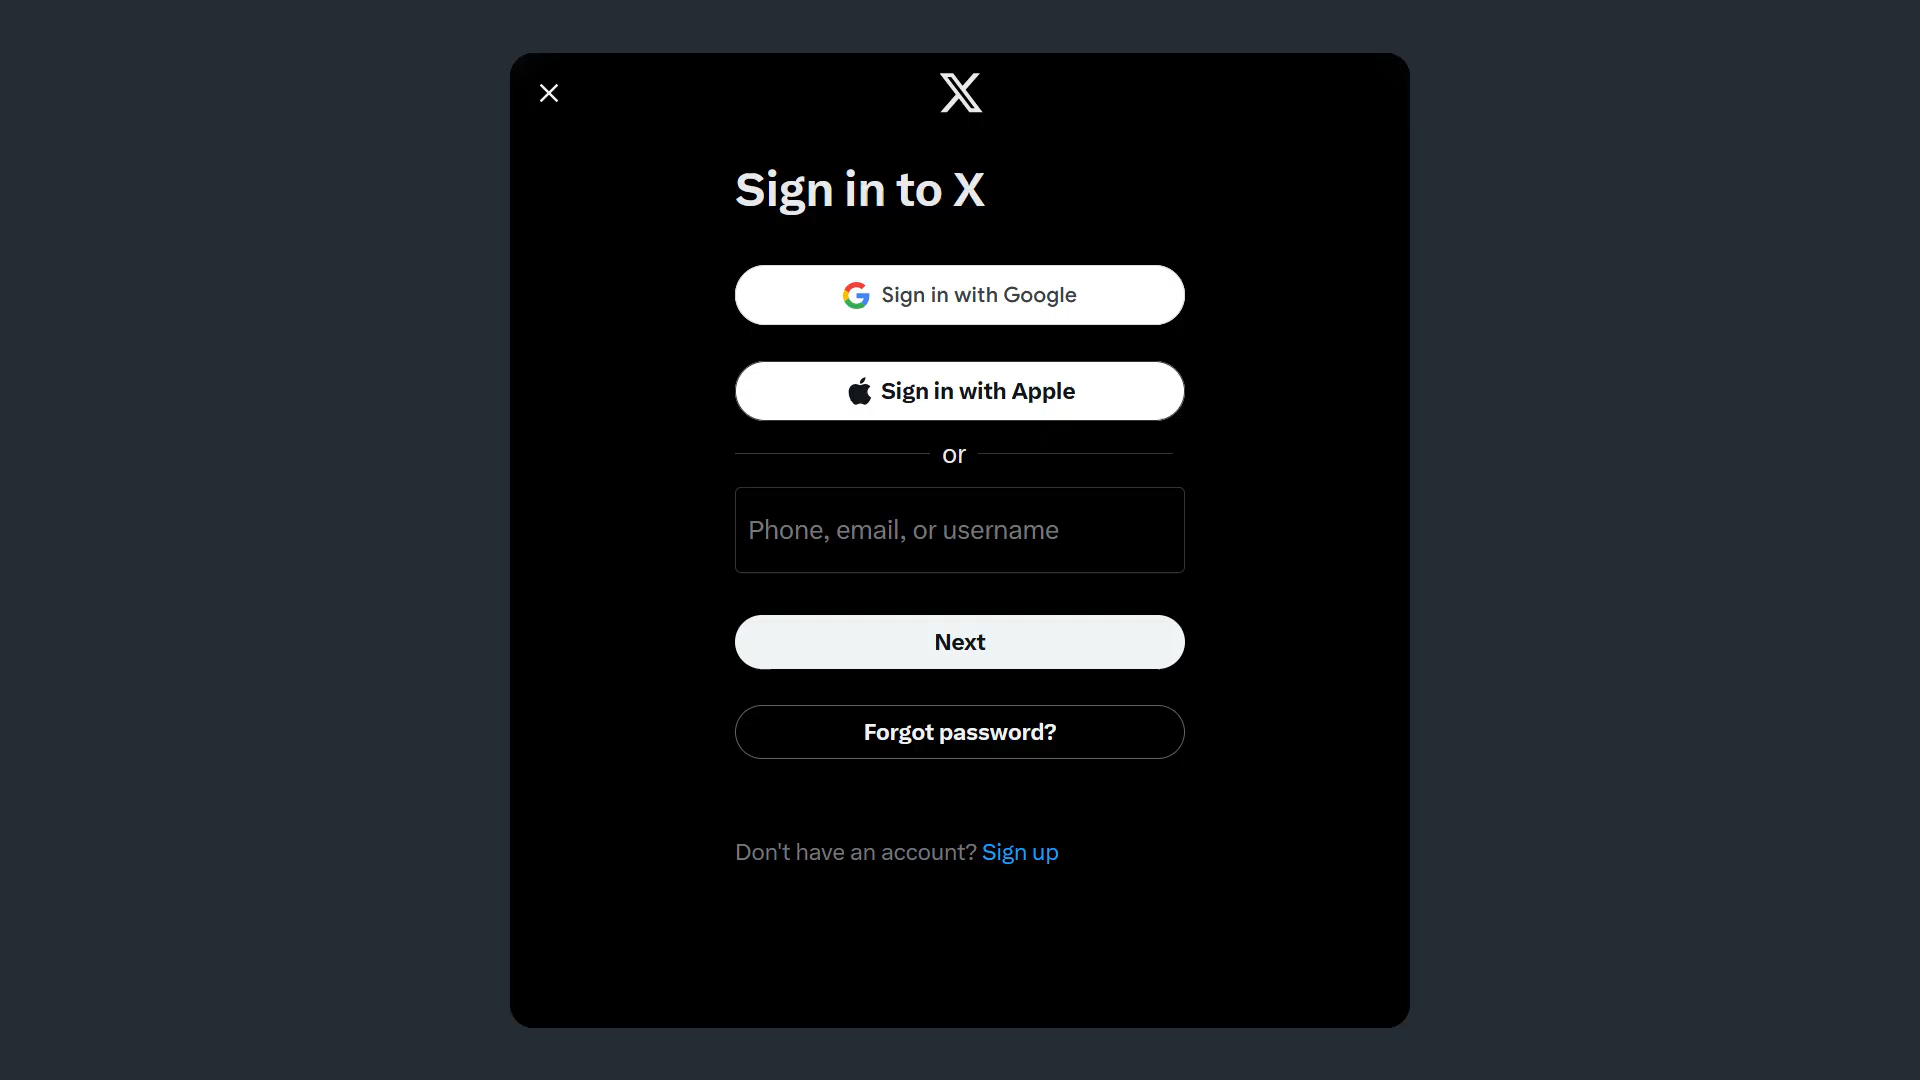 Sign in to X
Sign in with Google
Sign in with Apple
or
Phone, email, or username
Next
Forgot password?
Don't have an account? Sign up